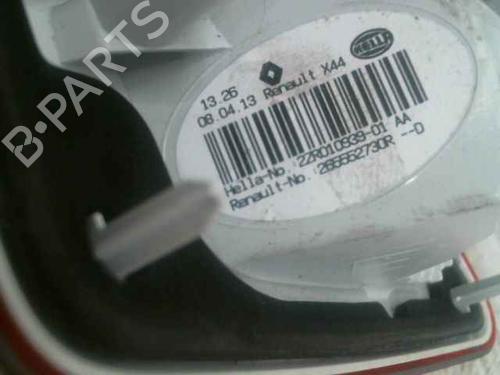 B-PARTS
13.26
08.04.13 Renault X44
HELLA
Hella-No. 2ZR010939-01 AA
Renault-No. 265552730R --D